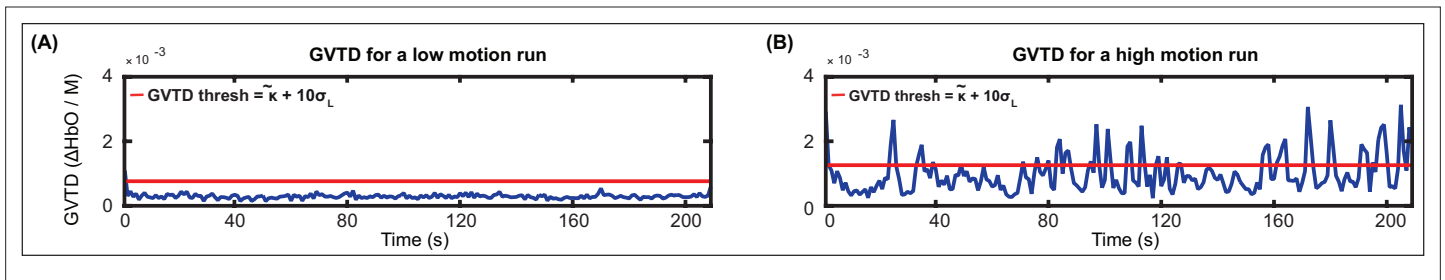 (A)
GVTD for a low motion run
× 10 -3
4
2
0
GVTD (ΔHbO / M)
GVTD thresh = κ̃ + 10σL
0 40 80 120 160 200
Time (s)
(B)
GVTD for a high motion run
× 10 -3
4
2
0
GVTD thresh = κ̃ + 10σL
0 40 80 120 160 200
Time (s)